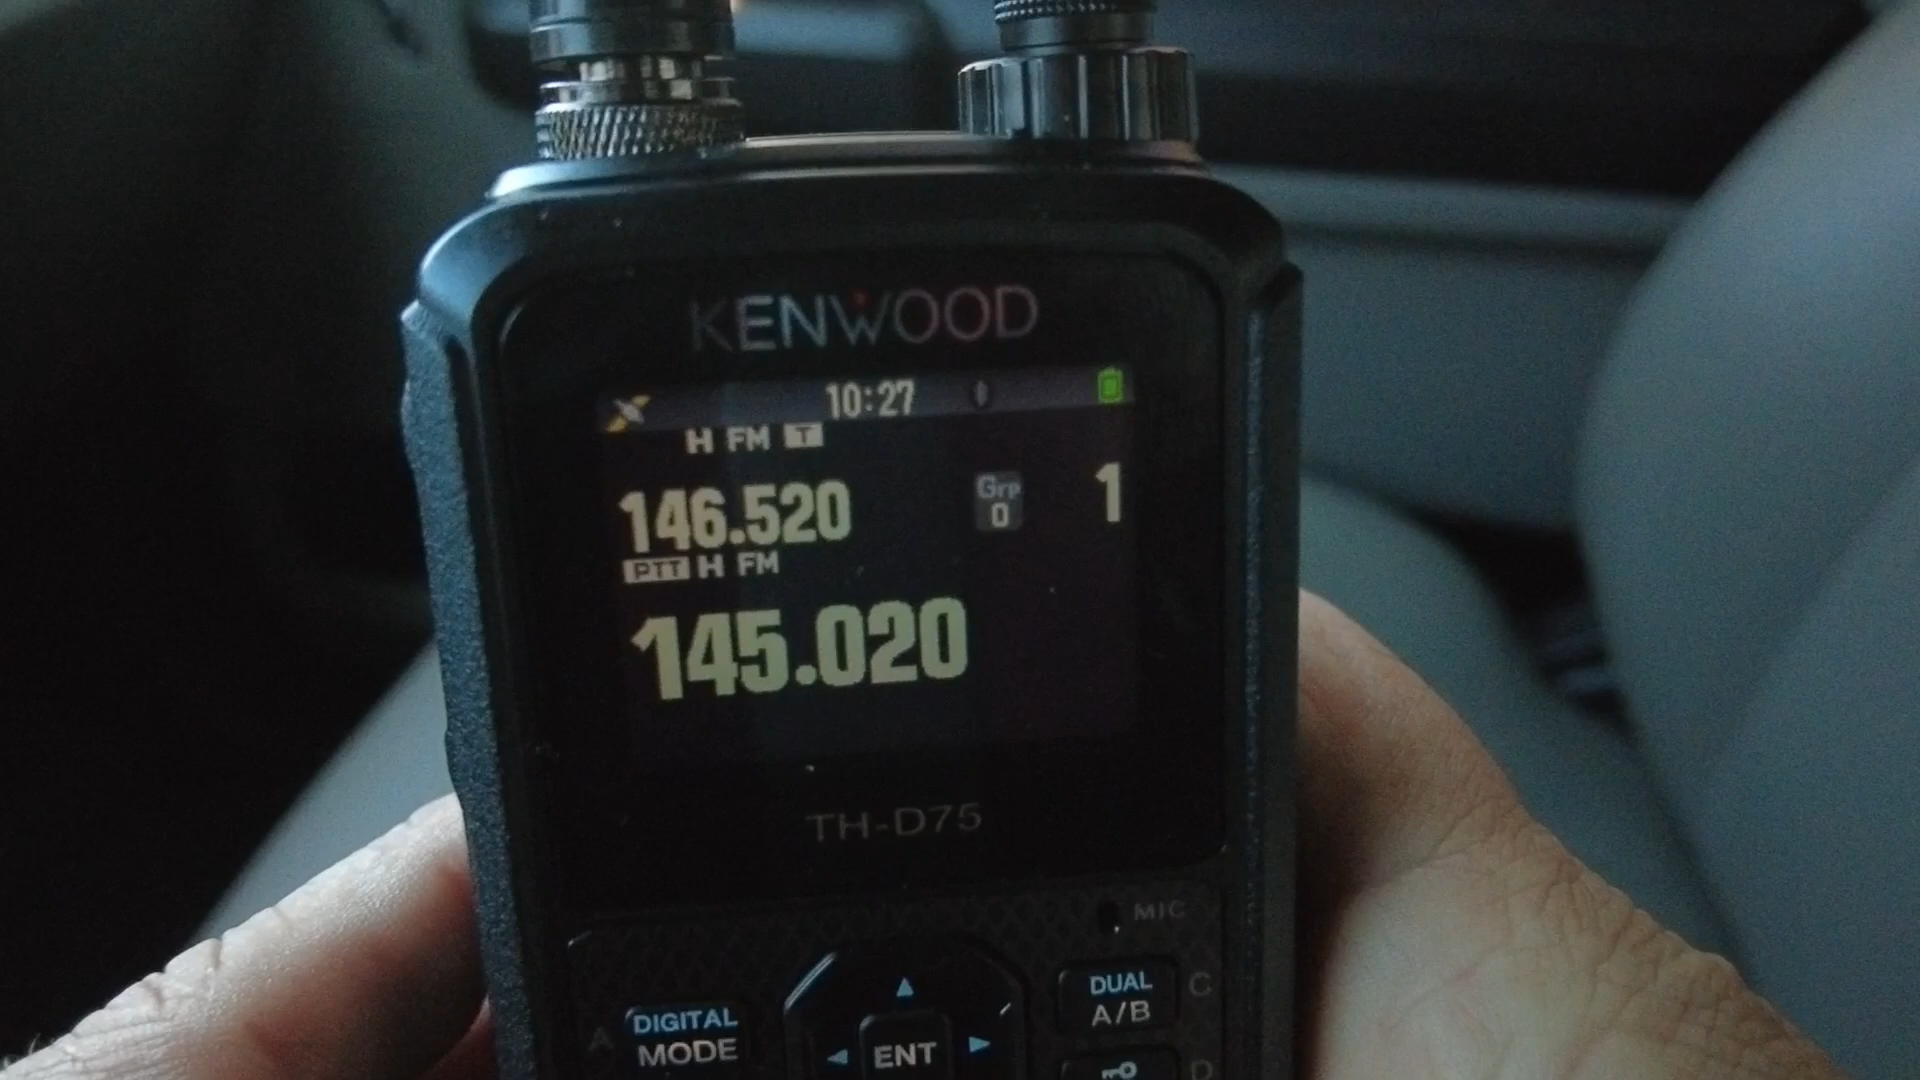 KENWOOD
10:27
H FM T
146.520 Grp 0 1
PTT H FM
145.020
TH-D75
MIC
DIGITAL DUAL C
A MODE A/B
ENT
D